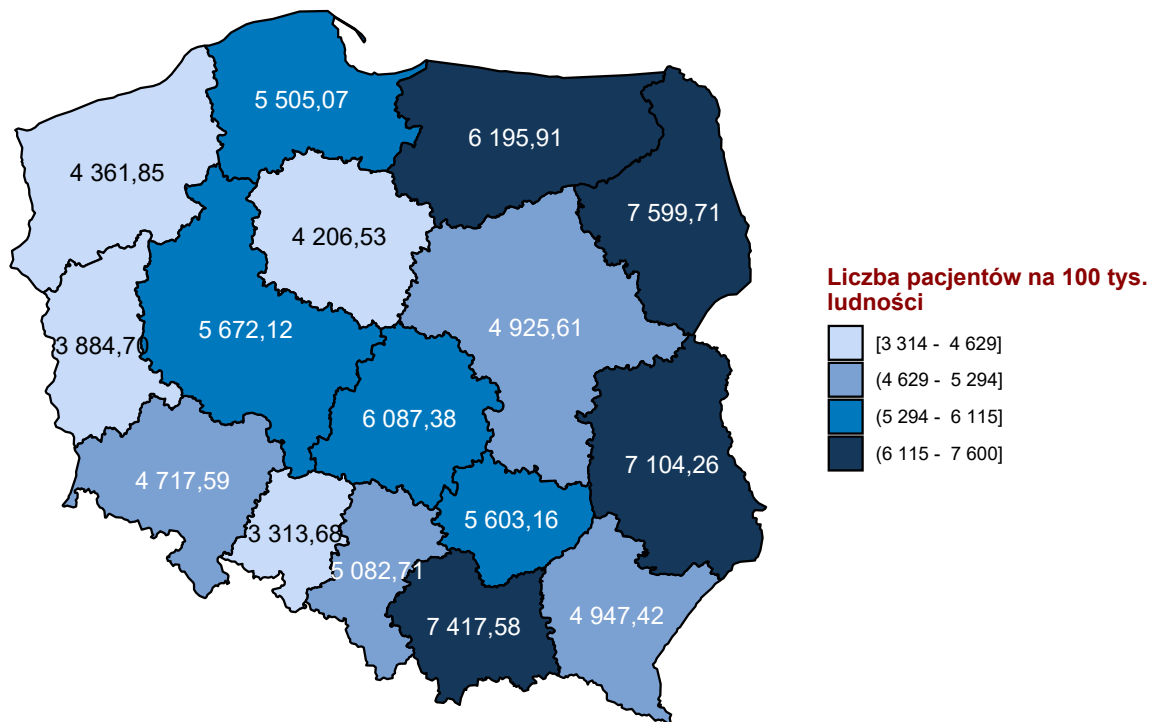 5 505,07
6 195,91
4 361,85
7 599,71
4 206,53
4 925,61
5 672,12
3 884,70
6 087,38
7 104,26
4 717,59
5 603,16
3 313,68
5 082,71
4 947,42
7 417,58
Liczba pacjentów na 100 tys.
ludności
[3 314 - 4 629]
(4 629 - 5 294]
(5 294 - 6 115]
(6 115 - 7 600]